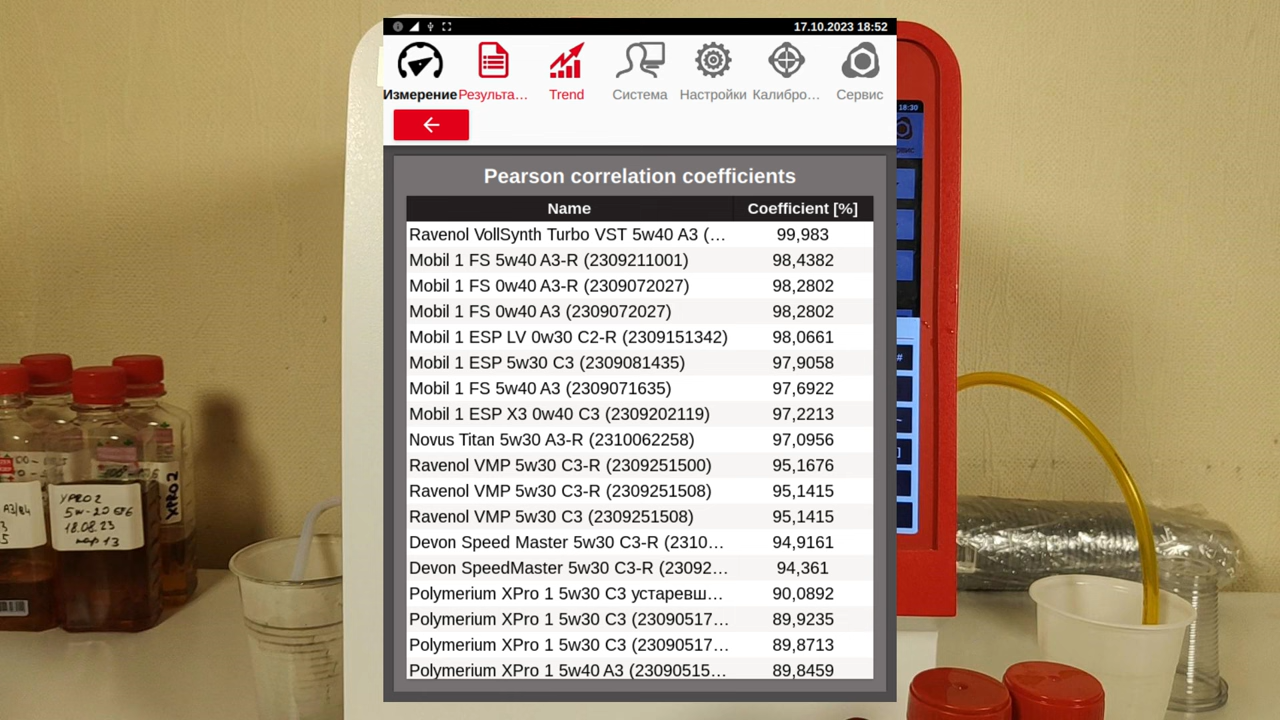 17.10.2023 18:52
Измерение Результа… Trend Система Настройки Калибро… Сервис
18:30
Pearson correlation coefficients
Name Coefficient [%]
Ravenol VollSynth Turbo VST 5w40 A3 (… 99,983
Mobil 1 FS 5w40 A3-R (2309211001) 98,4382
Mobil 1 FS 0w40 A3-R (2309072027) 98,2802
Mobil 1 FS 0w40 A3 (2309072027) 98,2802
Mobil 1 ESP LV 0w30 C2-R (2309151342) 98,0661
Mobil 1 ESP 5w30 C3 (2309081435) 97,9058
Mobil 1 FS 5w40 A3 (2309071635) 97,6922
Mobil 1 ESP X3 0w40 C3 (2309202119) 97,2213
Novus Titan 5w30 A3-R (2310062258) 97,0956
Ravenol VMP 5w30 C3-R (2309251500) 95,1676
Ravenol VMP 5w30 C3-R (2309251508) 95,1415
Ravenol VMP 5w30 C3 (2309251508) 95,1415
Devon Speed Master 5w30 C3-R (2310… 94,9161
Devon SpeedMaster 5w30 C3-R (23092… 94,361
Polymerium XPro 1 5w30 C3 устаревш… 90,0892
Polymerium XPro 1 5w30 C3 (23090517… 89,9235
Polymerium XPro 1 5w30 C3 (23090517… 89,8713
Polymerium XPro 1 5w40 A3 (23090515… 89,8459
XPRO2
5w-20 GF6
18.08.23
XPRO2